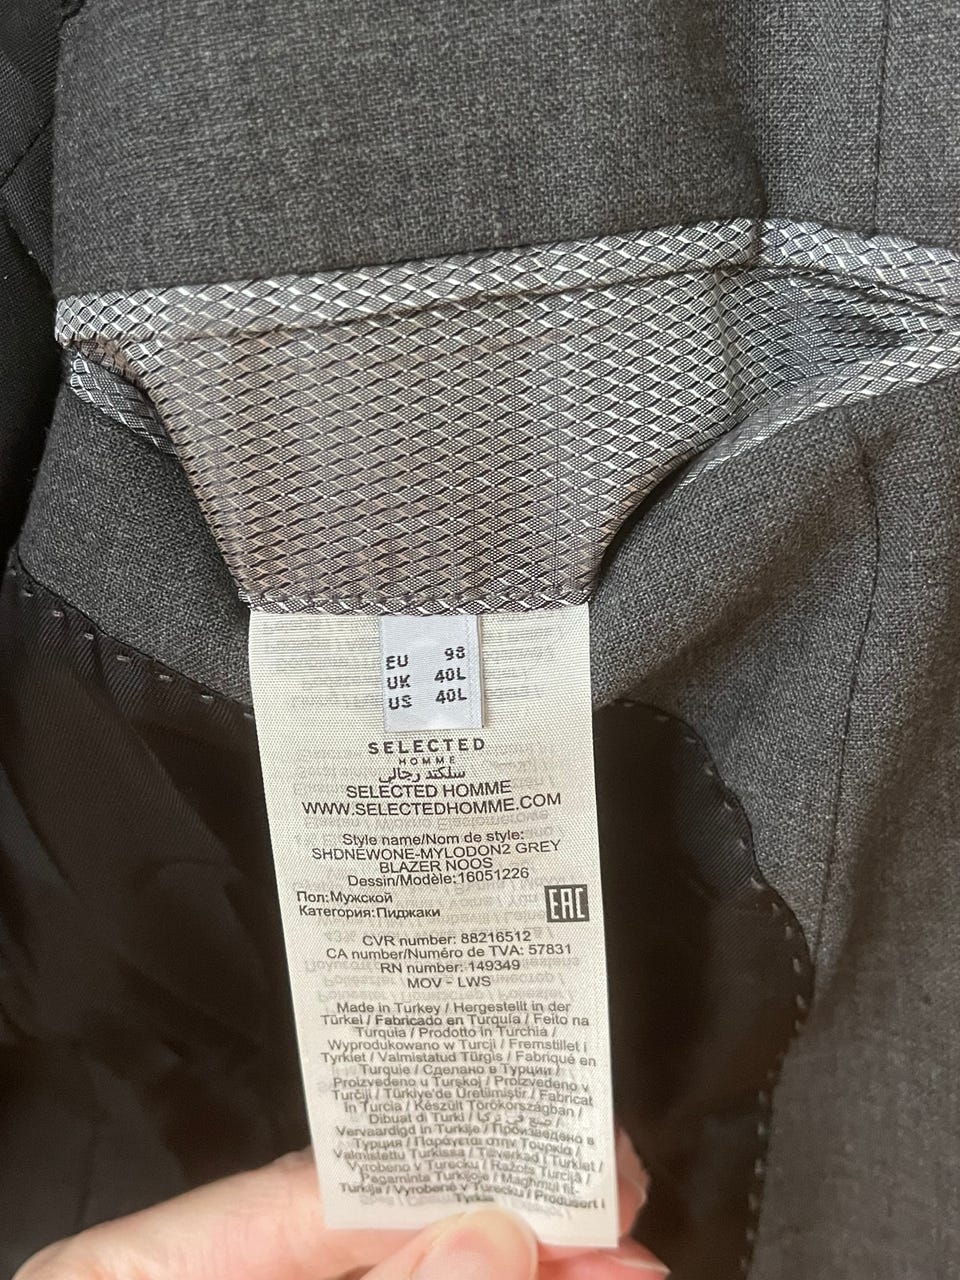 EU 98
UK 40L
US 40L
SELECTED
HOMME
سلكتد رجالي
SELECTED HOMME
WWW.SELECTEDHOMME.COM
Style name/Nom de style:
SHDNEWONE-MYLODON2 GREY
BLAZER NOOS
Dessin/Modèle:16051226
Пол:Мужской
Категория:Пиджаки
EAC
CVR number: 88216512
CA number/Numéro de TVA: 57831
RN number: 149349
MOV - LWS
Made in Turkey / Hergestellt in der
Türkei / Fabricado en Turquía / Feito na
Turquia / Prodotto in Turchia /
Wyprodukowano w Turcji / Fremstillet i
Tyrkiet / Valmistatud Türgis / Fabriqué en
Turquie / Сделано в Турции /
Proizvedeno u Turskoj / Proizvedeno v
Turčiji / Türkiye'de Üretilmiştir / Fabricat
în Turcia / Készült Törökországban /
Dibuat di Turki / صنع في تركيا /
Vervaardigd in Turkije / Произведено в
Турция / Παράγεται στην Τουρκία /
Valmistettu Turkissa / Tillverkad i Turkiet /
Vyrobeno v Turecku / Ražots Turcijā /
Pagaminta Turkijoje / Magħmul fit-
Turkija / Vyrobené v Turecku / Produsert i
Tyrkia